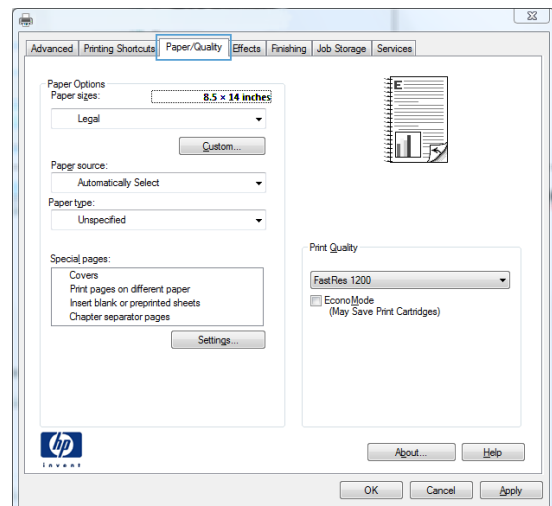 Advanced Printing Shortcuts Paper/Quality Effects Finishing Job Storage Services
Paper Options
Paper sizes: 8.5 × 14 inches
Legal
Custom...
Paper source:
Automatically Select
Paper type:
Unspecified
Special pages:
Covers
Print pages on different paper
Insert blank or preprinted sheets
Chapter separator pages
Settings...
E
Print Quality
FastRes 1200
EconoMode
(May Save Print Cartridges)
hp
invent
About... Help
OK Cancel Apply